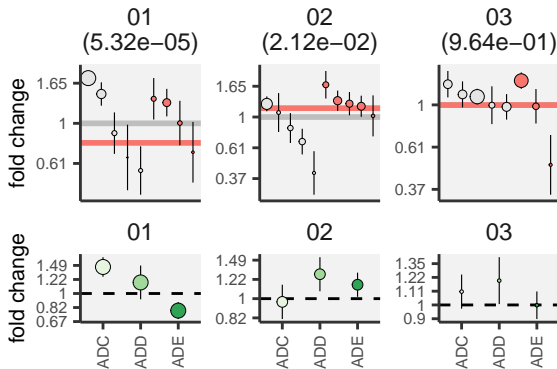 01
(5.32e−05)
02
(2.12e−02)
03
(9.64e−01)
fold change
1.65
1
0.61
1.65
1
0.61
0.37
1
0.61
0.37
01
02
03
fold change
1.49
1.22
1
0.82
0.67
1.49
1.22
1
0.82
1.35
1.22
1.11
1
0.9
ADC
ADD
ADE
ADC
ADD
ADE
ADC
ADD
ADE